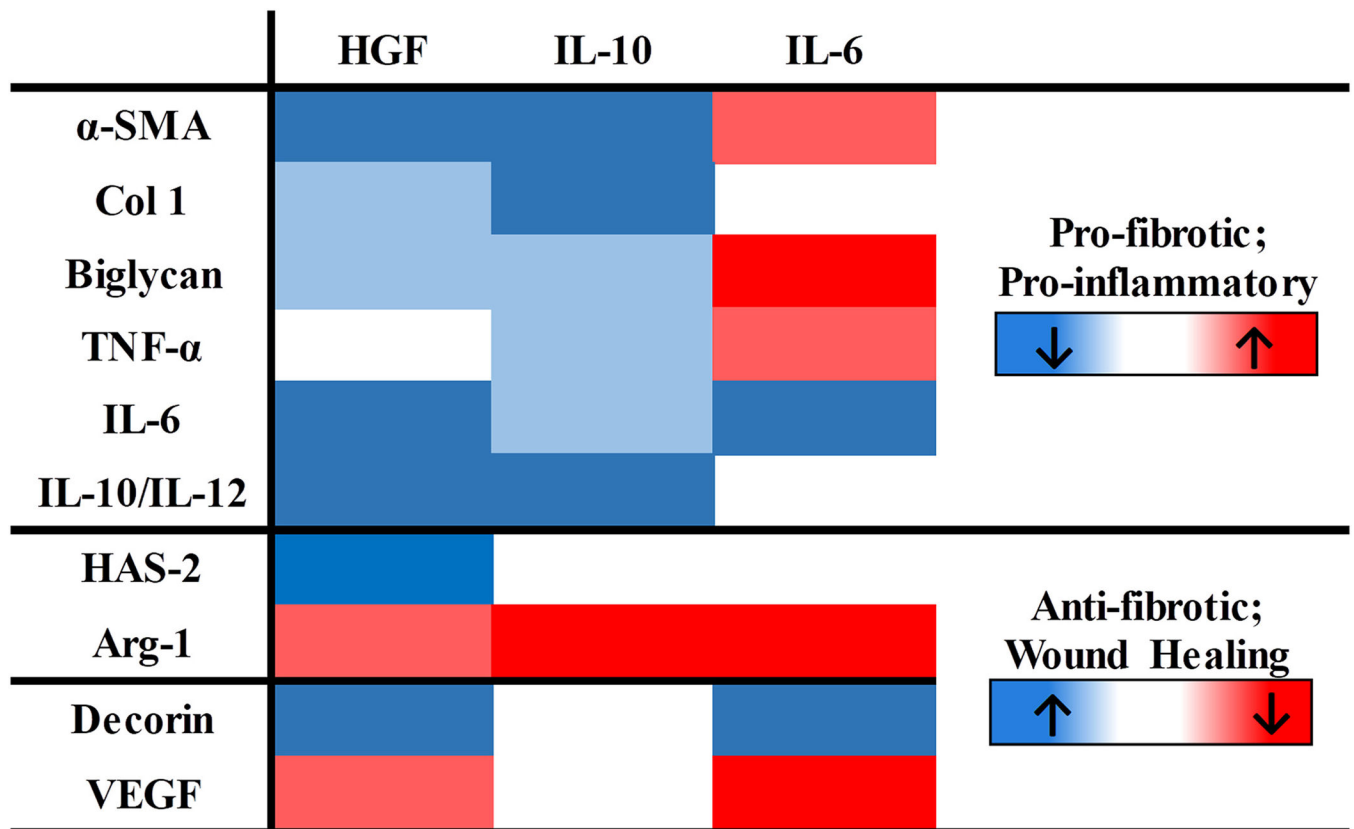 HGF IL-10 IL-6
α-SMA
Col 1
Biglycan
TNF-α
IL-6
IL-10/IL-12
Pro-fibrotic;
Pro-inflammatory
↓ ↑
HAS-2
Arg-1
Decorin
VEGF
Anti-fibrotic;
Wound Healing
↑ ↓